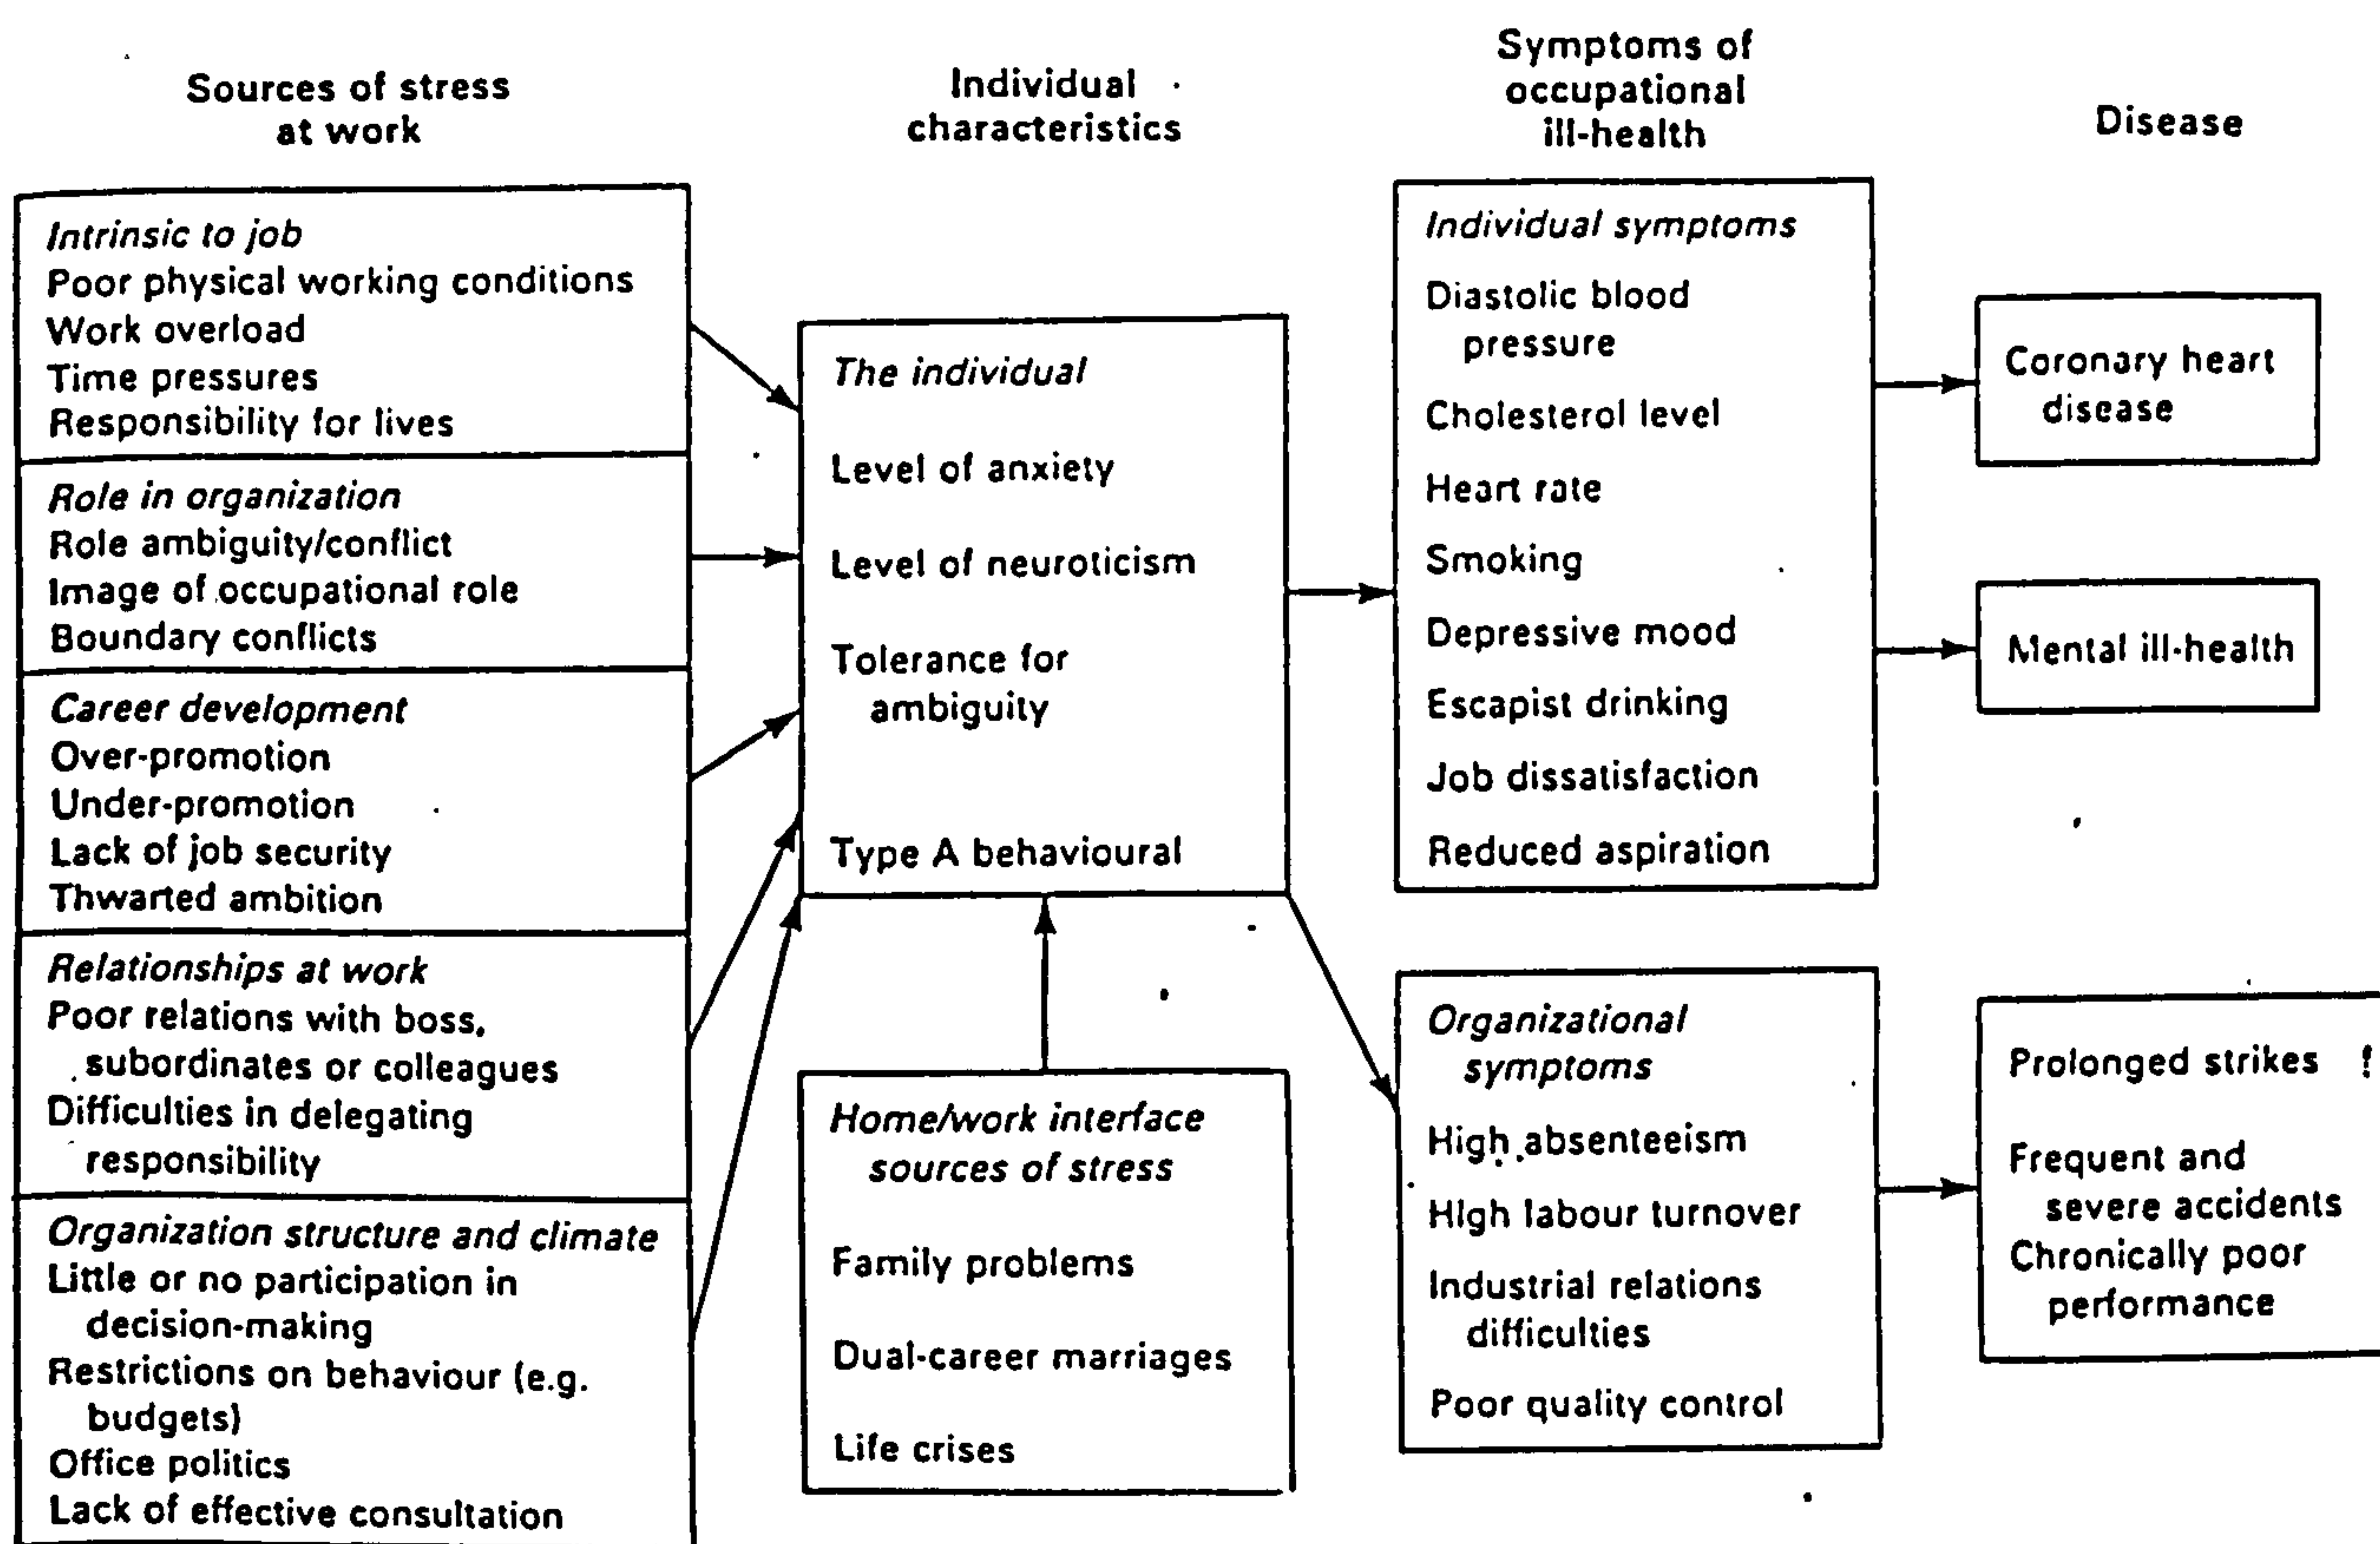 Sources of stress
at work
Individual
characteristics
Symptoms of
occupational
ill-health
Disease
Intrinsic to job
Poor physical working conditions
Work overload
Time pressures
Responsibility for lives
Role in organization
Role ambiguity/conflict
Image of occupational role
Boundary conflicts
Career development
Over-promotion
Under-promotion
Lack of job security
Thwarted ambition
Relationships at work
Poor relations with boss,
subordinates or colleagues
Difficulties in delegating
responsibility
Organization structure and climate
Little or no participation in
decision-making
Restrictions on behaviour (e.g.
budgets)
Office politics
Lack of effective consultation
The individual
Level of anxiety
Level of neuroticism
Tolerance for
ambiguity
Type A behavioural
Home/work interface
sources of stress
Family problems
Dual-career marriages
Life crises
Individual symptoms
Diastolic blood
pressure
Cholesterol level
Heart rate
Smoking
Depressive mood
Escapist drinking
Job dissatisfaction
Reduced aspiration
Organizational
symptoms
High absenteeism
High labour turnover
Industrial relations
difficulties
Poor quality control
Coronary heart
disease
Mental ill-health
Prolonged strikes
Frequent and
severe accidents
Chronically poor
performance